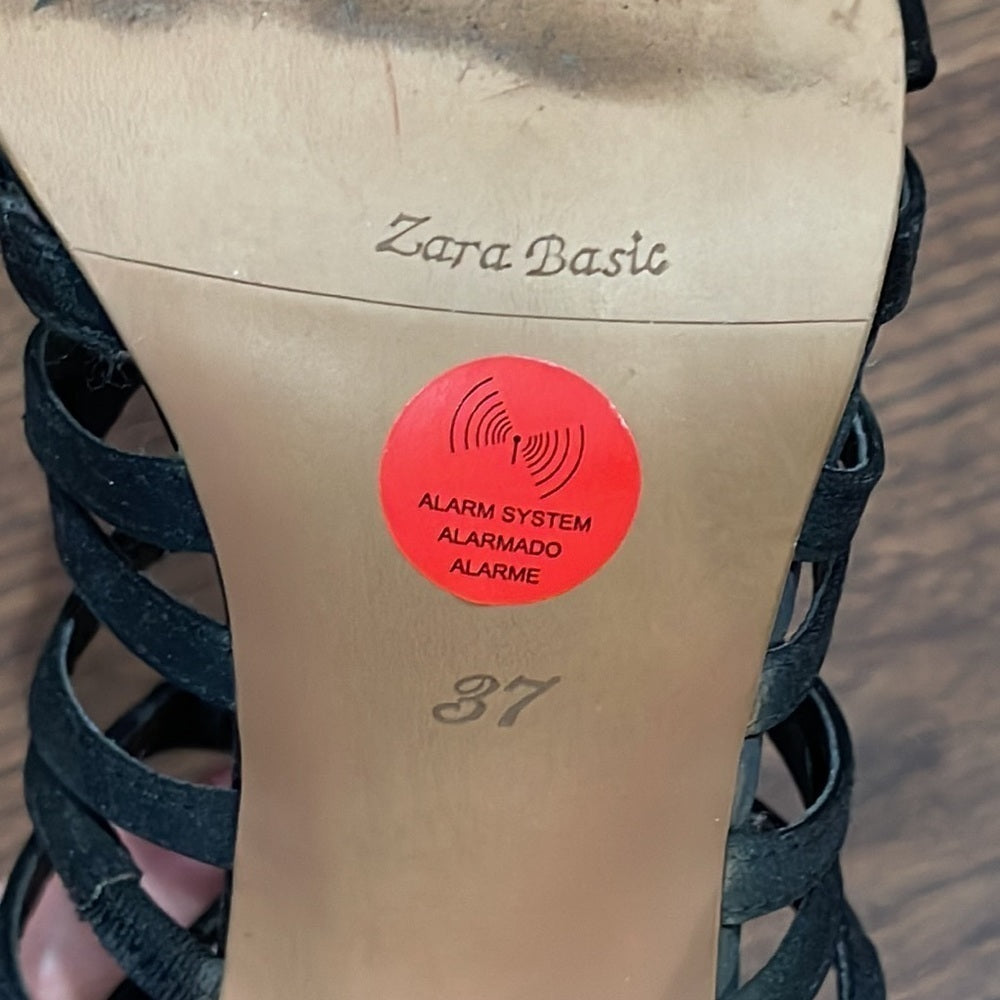 Zara Basic
ALARM SYSTEM
ALARMADO
ALARME
37